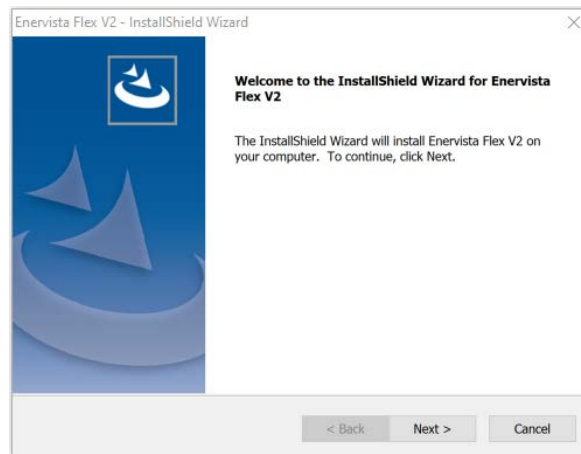 Enervista Flex V2 - InstallShield Wizard
Welcome to the InstallShield Wizard for Enervista
Flex V2
The InstallShield Wizard will install Enervista Flex V2 on
your computer. To continue, click Next.
< Back Next > Cancel